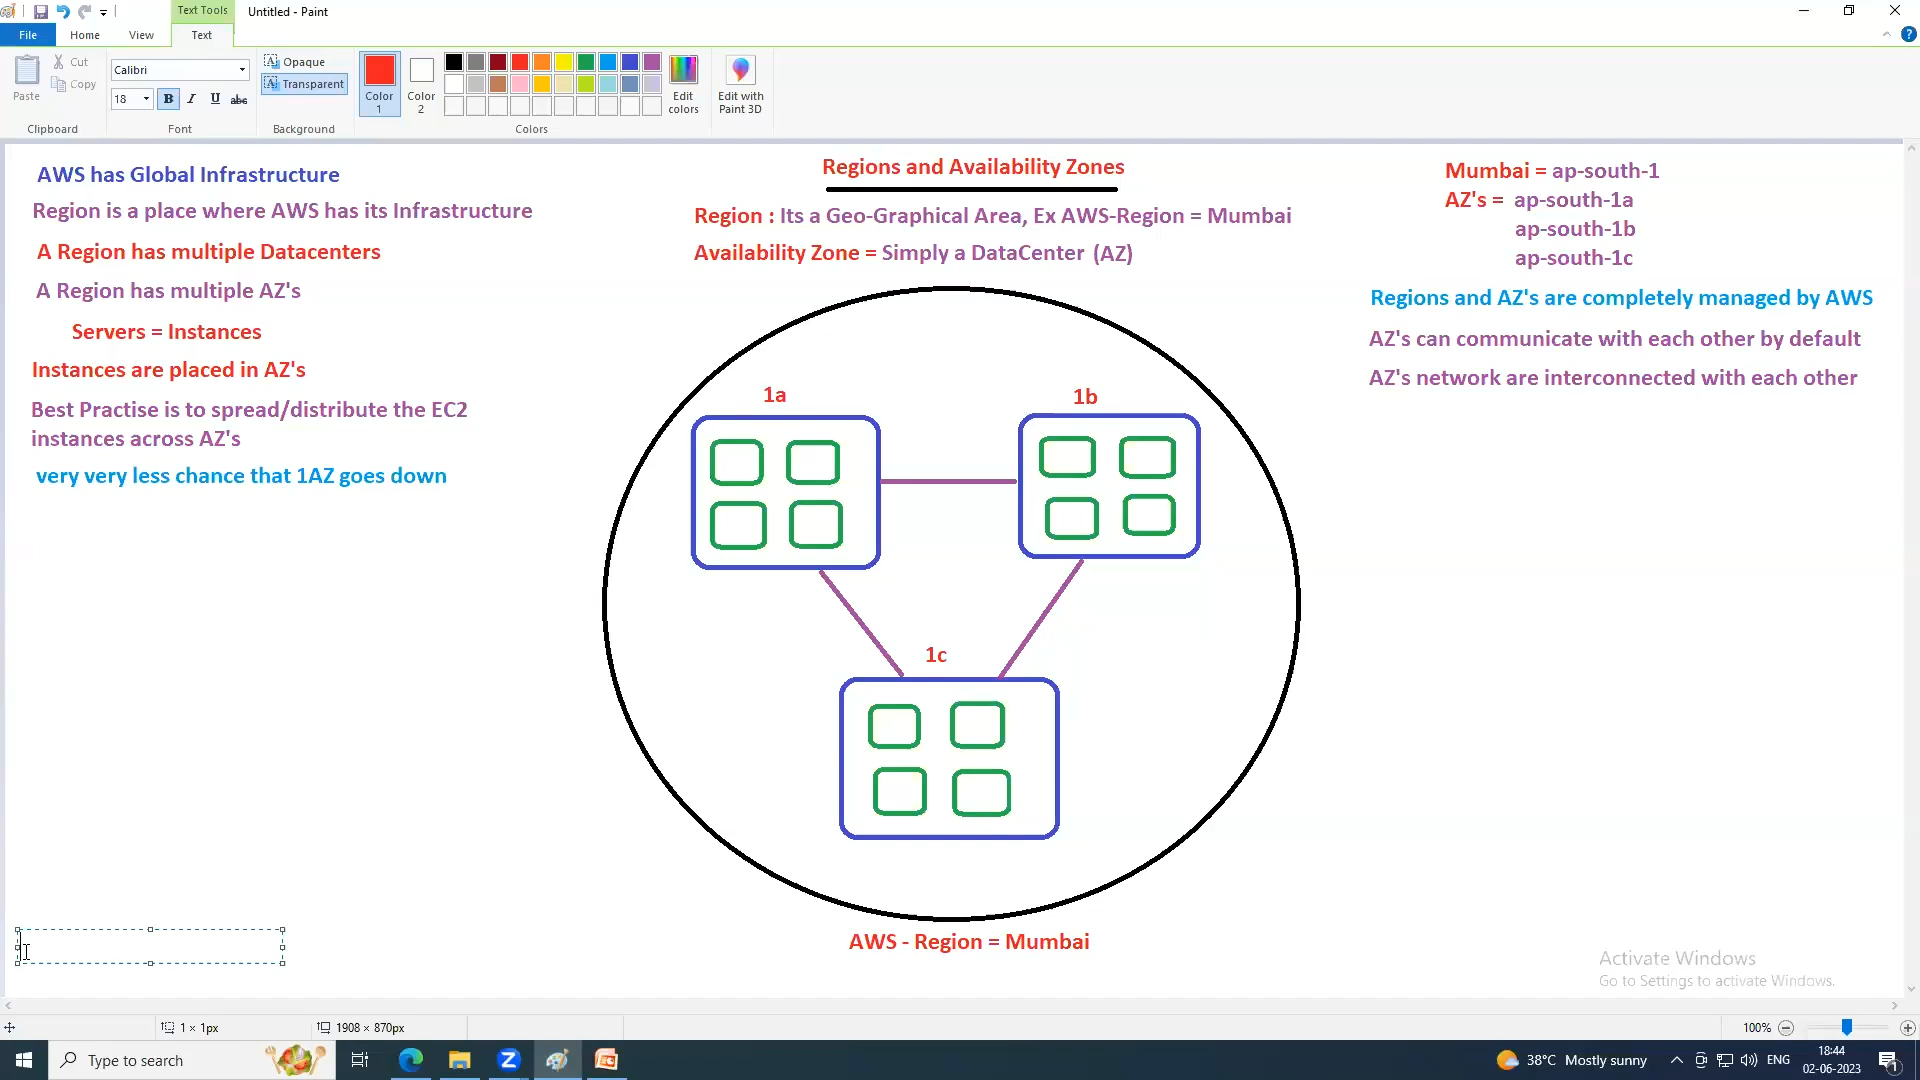 Text Tools
Untitled - Paint
File
Home
View
Text
Paste
Cut
Copy
Clipboard
Calibri
18
B
I
U
abc
Font
Opaque
Transparent
Background
Color
1
Color
2
Colors
Edit
colors
Edit with
Paint 3D
AWS has Global Infrastructure
Region is a place where AWS has its Infrastructure
A Region has multiple Datacenters
A Region has multiple AZ's
Servers = Instances
Instances are placed in AZ's
Best Practise is to spread/distribute the EC2
instances across AZ's
very very less chance that 1AZ goes down
Regions and Availability Zones
Region : Its a Geo-Graphical Area, Ex AWS-Region = Mumbai
Availability Zone = Simply a DataCenter (AZ)
1a
1b
1c
AWS - Region = Mumbai
Mumbai = ap-south-1
AZ's = ap-south-1a
ap-south-1b
ap-south-1c
Regions and AZ's are completely managed by AWS
AZ's can communicate with each other by default
AZ's network are interconnected with each other
Activate Windows
Go to Settings to activate Windows.
1 × 1px
1908 × 870px
100%
Type to search
38°C Mostly sunny
ENG
18:44
02-06-2023